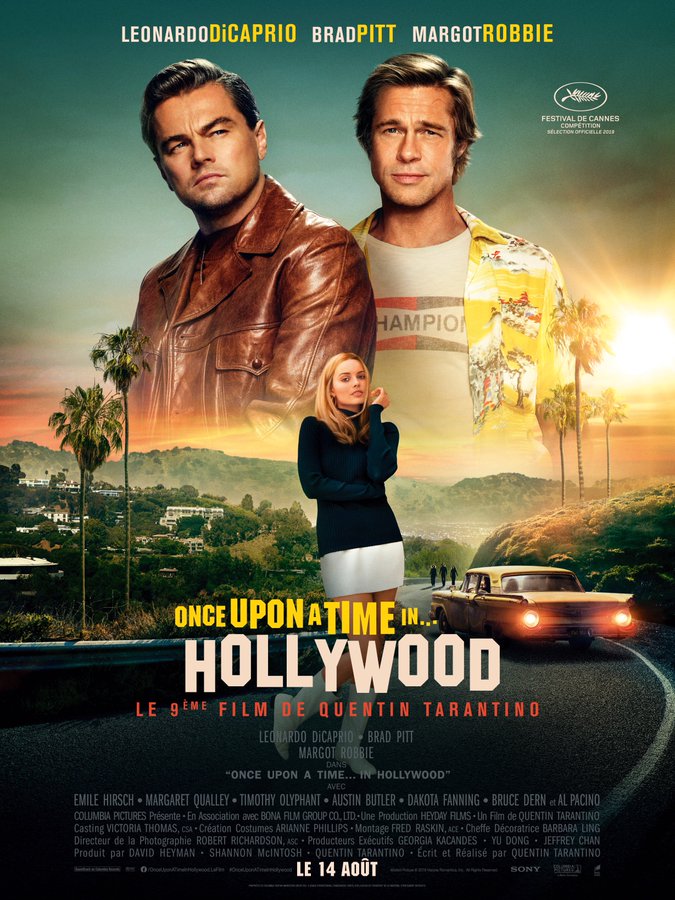 LEONARDO DiCAPRIO BRAD PITT MARGOT ROBBIE
FESTIVAL DE CANNES
COMPÉTITION
SÉLECTION OFFICIELLE 2019
CHAMPION
ONCE UPON A TIME IN...
HOLLYWOOD
LE 9ÈME FILM DE QUENTIN TARANTINO
LEONARDO DiCAPRIO • BRAD PITT
MARGOT ROBBIE
DANS
"ONCE UPON A TIME... IN HOLLYWOOD"
AVEC
EMILE HIRSCH • MARGARET QUALLEY • TIMOTHY OLYPHANT • AUSTIN BUTLER • DAKOTA FANNING • BRUCE DERN et AL PACINO
COLUMBIA PICTURES Présente • En Association avec BONA FILM GROUP CO., LTD. • Une Production HEYDAY FILMS • Un Film de QUENTIN TARANTINO
Casting VICTORIA THOMAS, CSA • Création Costumes ARIANNE PHILLIPS • Montage FRED RASKIN, ACE • Cheffe Décoratrice BARBARA LING
Directeur de la Photographie ROBERT RICHARDSON, ASC • Producteurs Exécutifs GEORGIA KACANDES • YU DONG • JEFFREY CHAN
Produit par DAVID HEYMAN • SHANNON McINTOSH • QUENTIN TARANTINO • Écrit et Réalisé par QUENTIN TARANTINO
/OnceUponATimeInHollywood.LeFilm #OnceUponATimeInHollywood SONY
LE 14 AOÛT